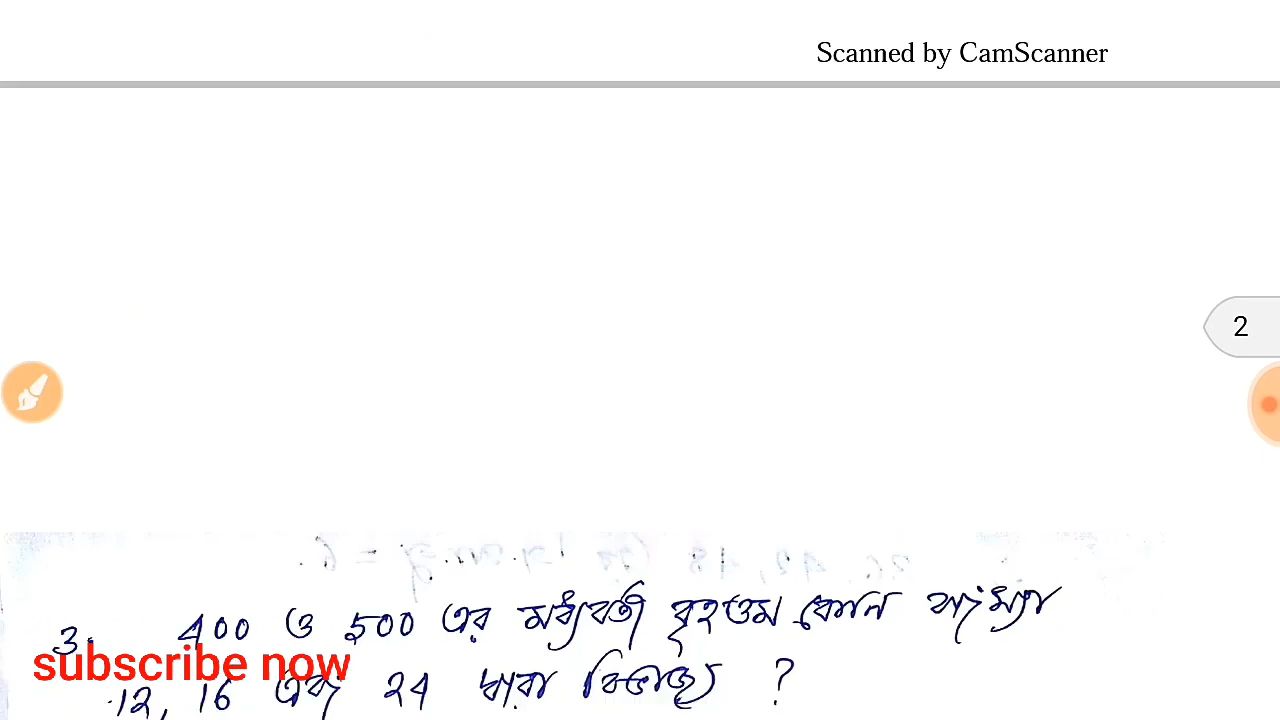 Scanned by CamScanner
2
3. 400 ও 500 এর মধ্যবর্তী বৃহত্তম কোন সংখ্যা
subscribe now
12, 16 এবং 24 দ্বারা বিভাজ্য ?